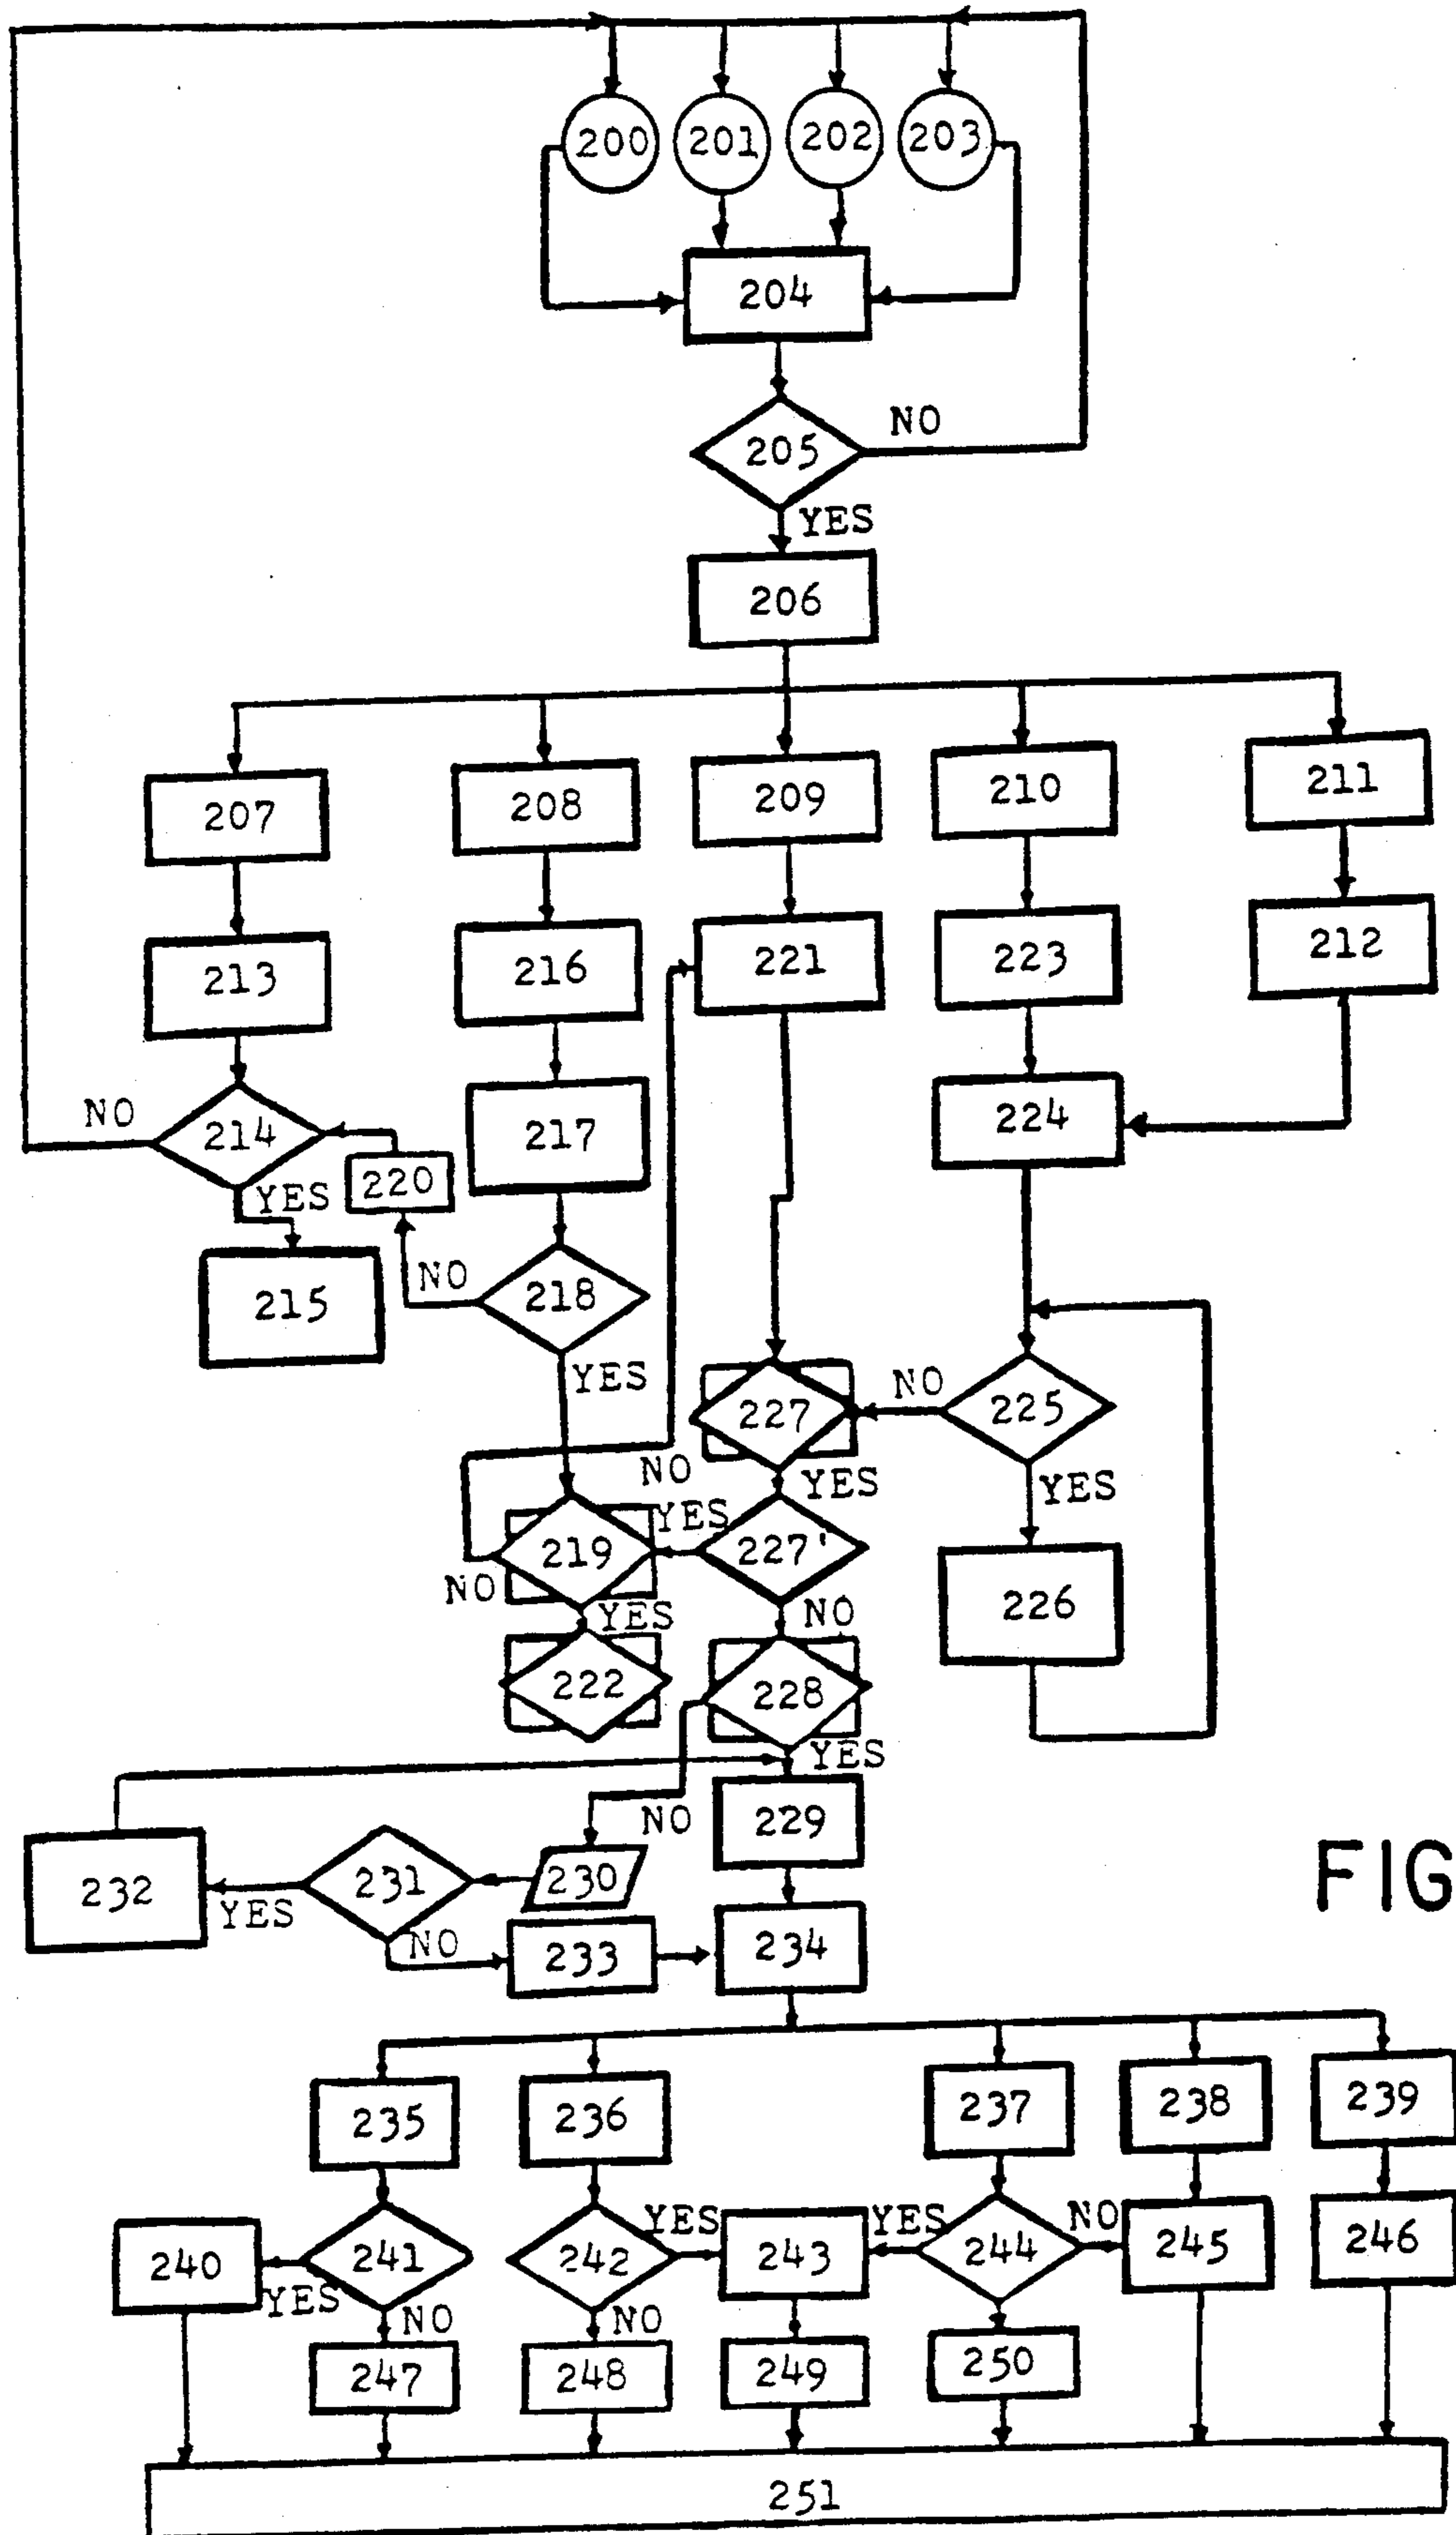 200 201 202 203
204
NO
205
YES
206
207 208 209 210 211
213 216 221 223 212
NO 214 217 224
YES 220
215 NO 218
YES
227 NO 225
NO YES YES
YES
219 227'
NO 226
YES NO
222 228
YES
NO 229
232 231 230
YES
NO 233 234
FIG
235 236 237 238 239
YES YES NO
240 241 242 243 244 245 246
YES NO NO
247 248 249 250
251